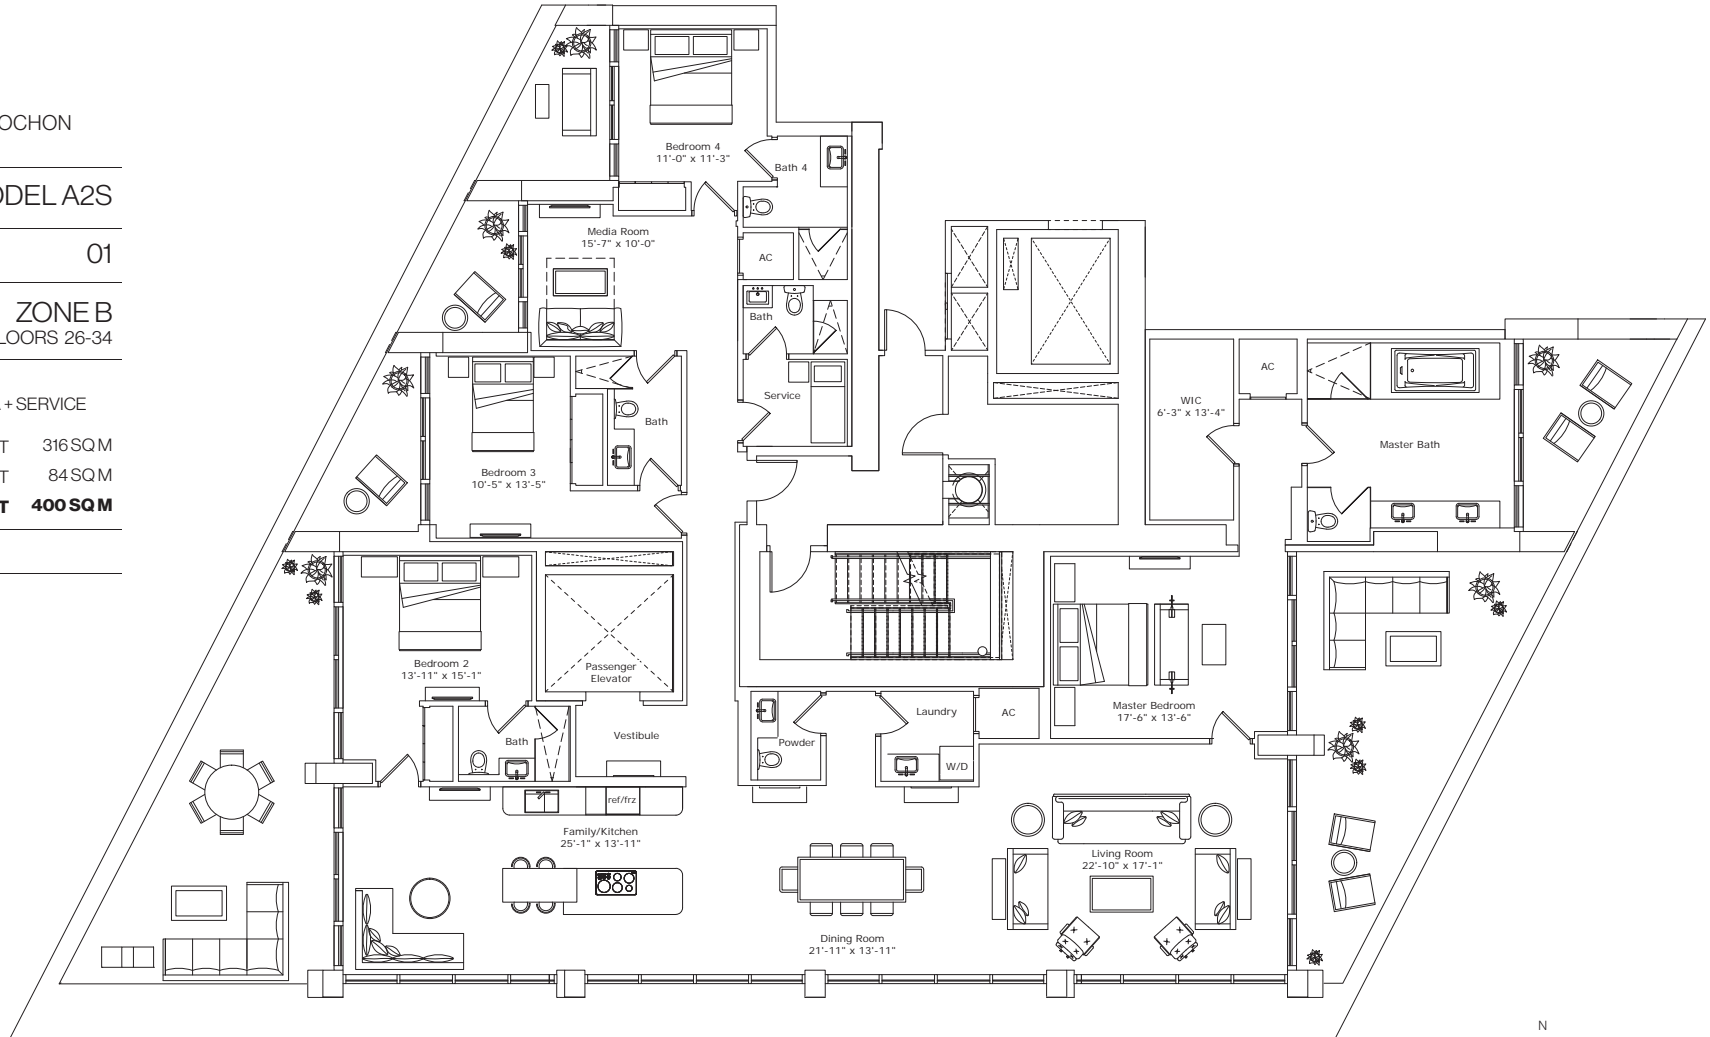 OCHON
ODEL A2S
01
ZONE B
LOORS 26-34
+ SERVICE
T 316 SQ M
T 84 SQ M
T 400 SQ M
Bedroom 4
11'-0" x 11'-3"
Bath 4
Media Room
15'-7" x 10'-0"
AC
Bath
Service
Bath
Bedroom 3
10'-5" x 13'-5"
WIC
6'-3" x 13'-4"
AC
Master Bath
Bedroom 2
13'-11" x 15'-1"
Passenger
Elevator
Bath
Vestibule
Powder
Laundry
W/D
AC
Master Bedroom
17'-6" x 13'-6"
ref/frz
Family/Kitchen
25'-1" x 13'-11"
Dining Room
21'-11" x 13'-11"
Living Room
22'-10" x 17'-1"
N